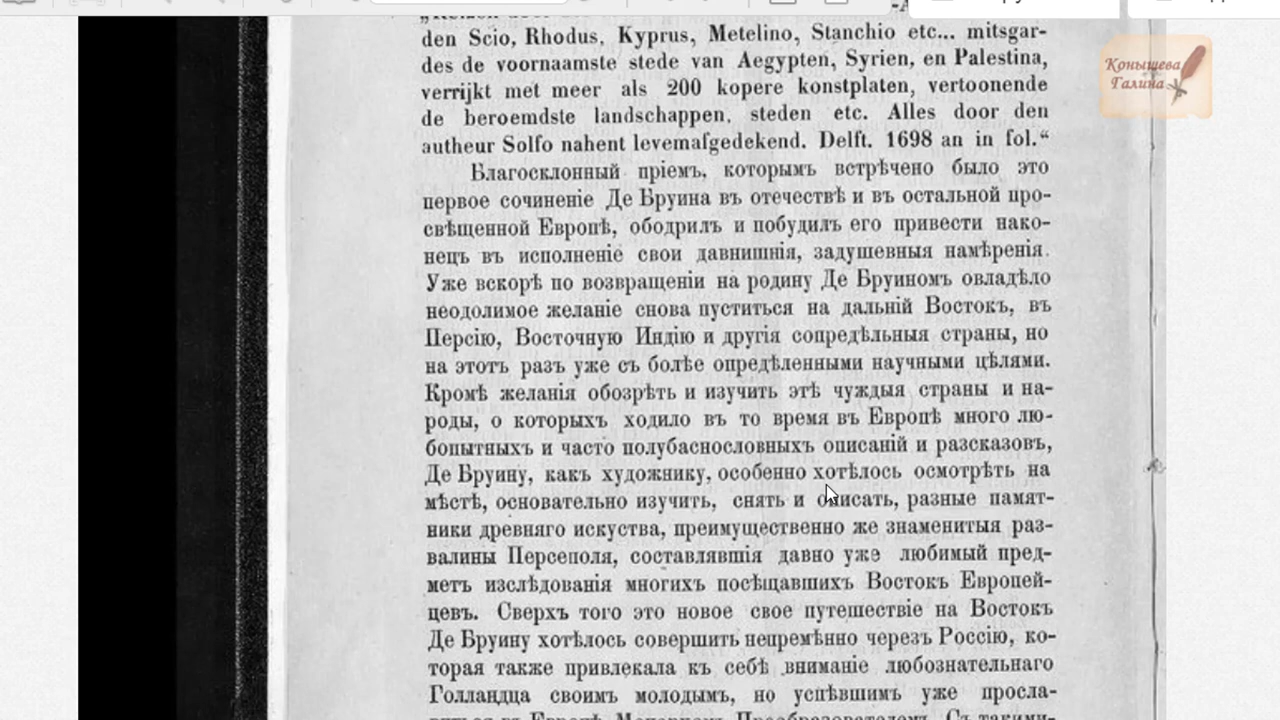 den Scio, Rhodus, Kyprus, Metelino, Stanchio etc... mitsgar-
des de voornaamste stede van Aegypten, Syrien, en Palestina,
verrijkt met meer als 200 kopere konstplaten, vertoonende
de beroemdste landschappen, steden etc. Alles door den
autheur Solfo nahent levemafgedekend. Delft. 1698 an in fol.“
Благосклонный пріемъ, которымъ встрѣчено было это
первое сочиненіе Де Бруина въ отечествѣ и въ остальной про-
свѣщенной Европѣ, ободрилъ и побудилъ его привести нако-
нецъ въ исполненіе свои давнишнія, задушевныя намѣренія.
Уже вскорѣ по возвращеніи на родину Де Бруиномъ овладѣло
неодолимое желаніе снова пуститься на дальній Востокъ, въ
Персію, Восточную Индію и другія сопредѣльныя страны, но
на этотъ разъ уже съ болѣе опредѣленными научными цѣлями.
Кромѣ желанія обозрѣть и изучить этѣ чуждыя страны и на-
роды, о которыхъ ходило въ то время въ Европѣ много лю-
бопытныхъ и часто полубаснословныхъ описаній и разсказовъ,
Де Бруину, какъ художнику, особенно хотѣлось осмотрѣть на
мѣстѣ, основательно изучить, снять и описать, разные памят-
ники древняго искуства, преимущественно же знаменитыя раз-
валины Персеполя, составлявшія давно уже любимый пред-
метъ изслѣдованія многихъ посѣщавшихъ Востокъ Европей-
цевъ. Сверхъ того это новое свое путешествіе на Востокъ
Де Бруину хотѣлось совершить непремѣнно черезъ Россію, ко-
торая также привлекала къ себѣ вниманіе любознательнаго
Голландца своимъ молодымъ, но успѣвшимъ уже просла-
виться въ Европѣ Монархомъ Преобразователемъ. Съ такими-
Конышева
Галина